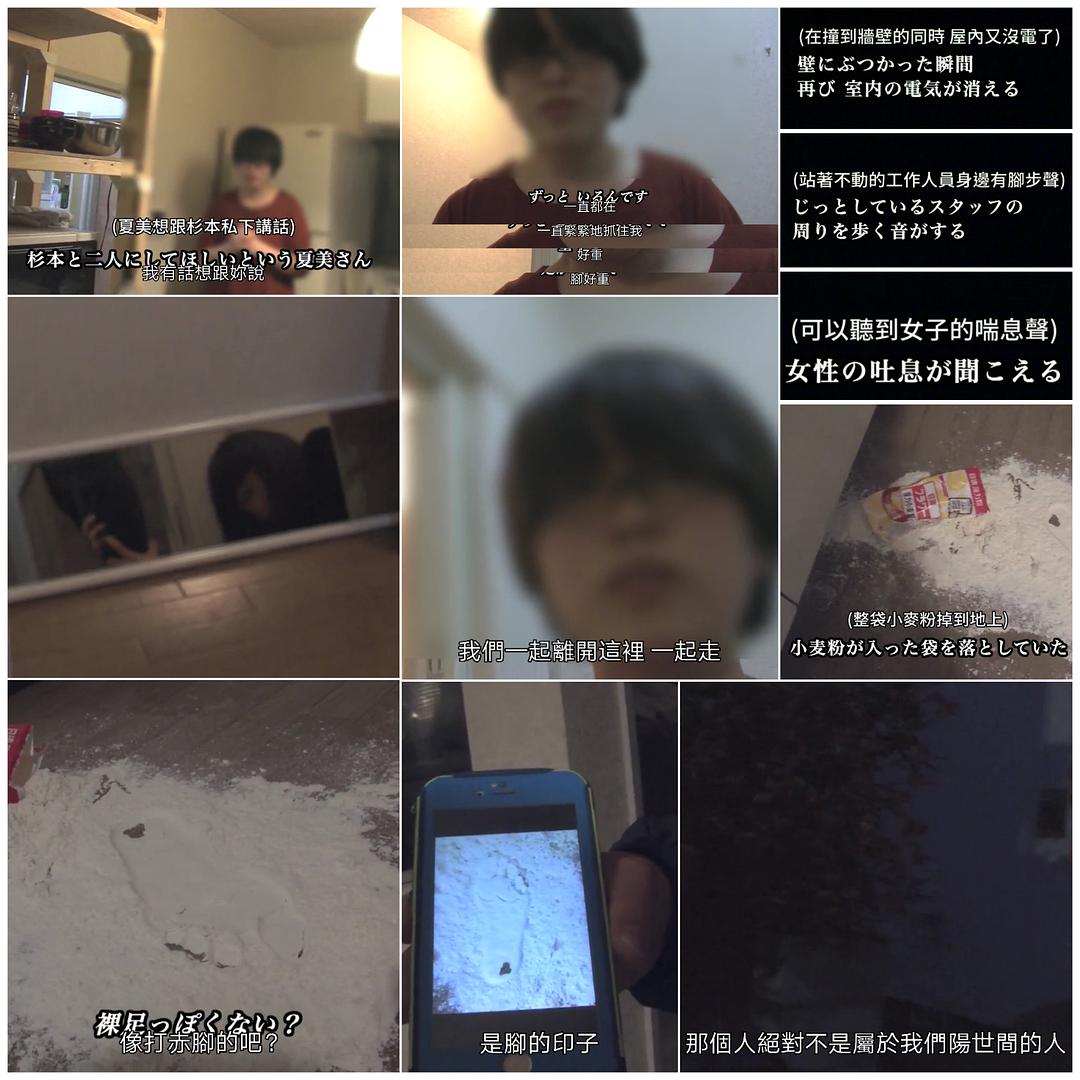 (夏美想跟杉本私下講話)
杉本と二人にしてほしいという夏美さん
我有話想跟妳說
ずっと いるんです
一直都在
一直緊緊地抓住我
好重
腳好重
(在撞到牆壁的同時 屋內又沒電了)
壁にぶつかった瞬間
再び 室内の電気が消える
(站著不動的工作人員身邊有腳步聲)
じっとしているスタッフの
周りを歩く音がする
(可以聽到女子的喘息聲)
女性の吐息が聞こえる
我們一起離開這裡 一起走
(整袋小麥粉掉到地上)
小麦粉が入った袋を落としていた
裸足っぽくない？
像打赤腳的吧?
是腳的印子
那個人絕對不是屬於我們陽世間的人